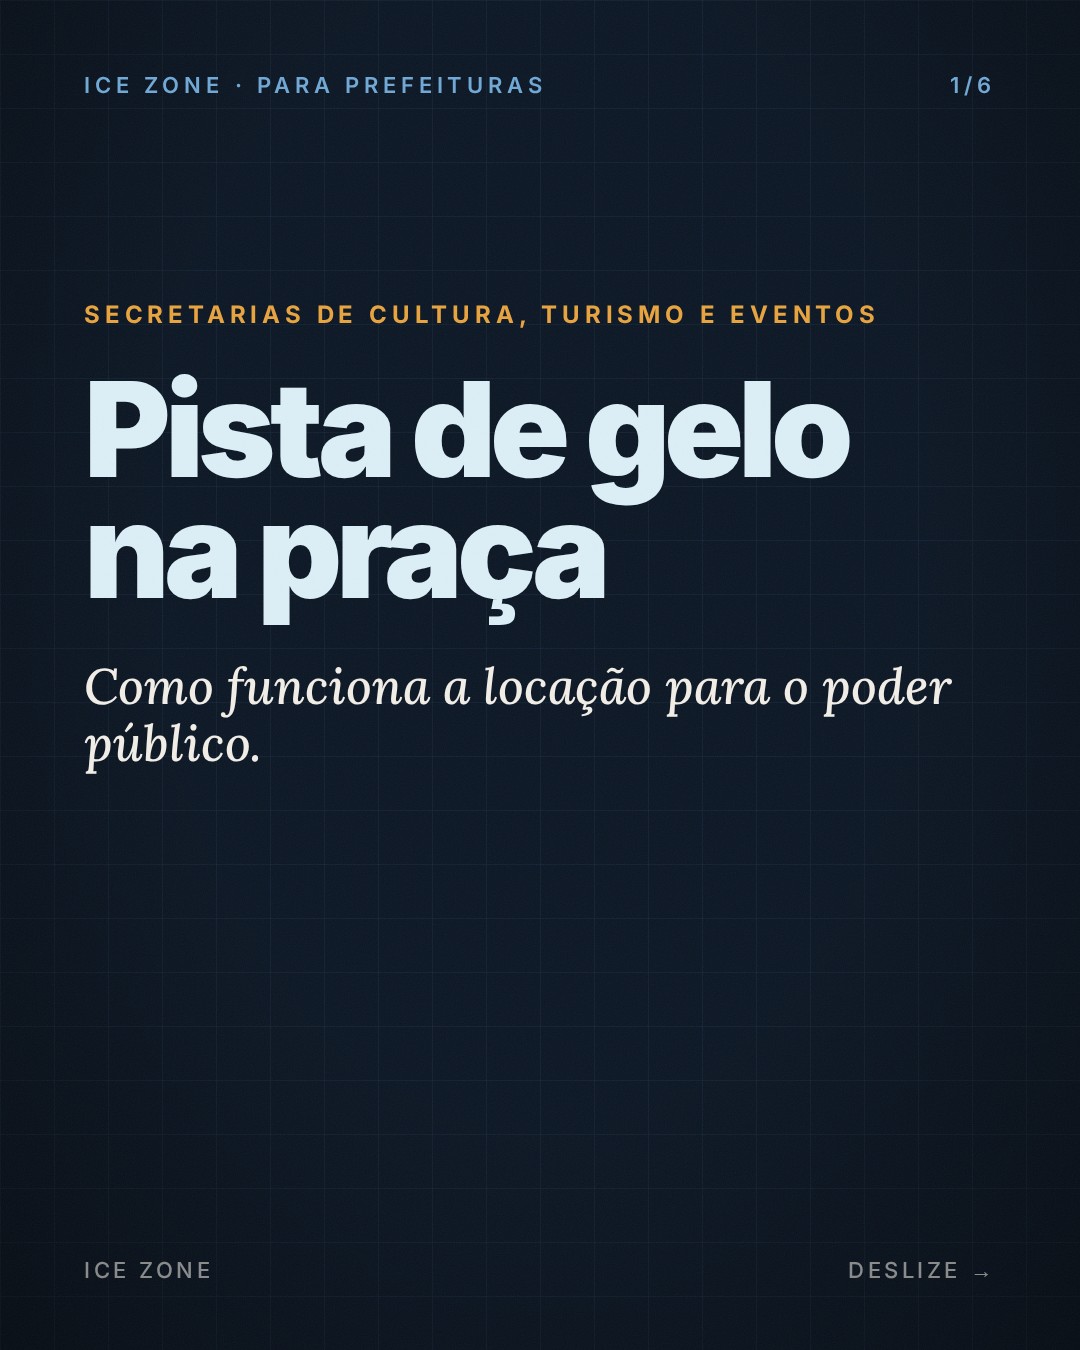 ICE ZONE · PARA PREFEITURAS
1/6
SECRETARIAS DE CULTURA, TURISMO E EVENTOS
Pista de gelo
na praça
Como funciona a locação para o poder
público.
ICE ZONE
DESLIZE →